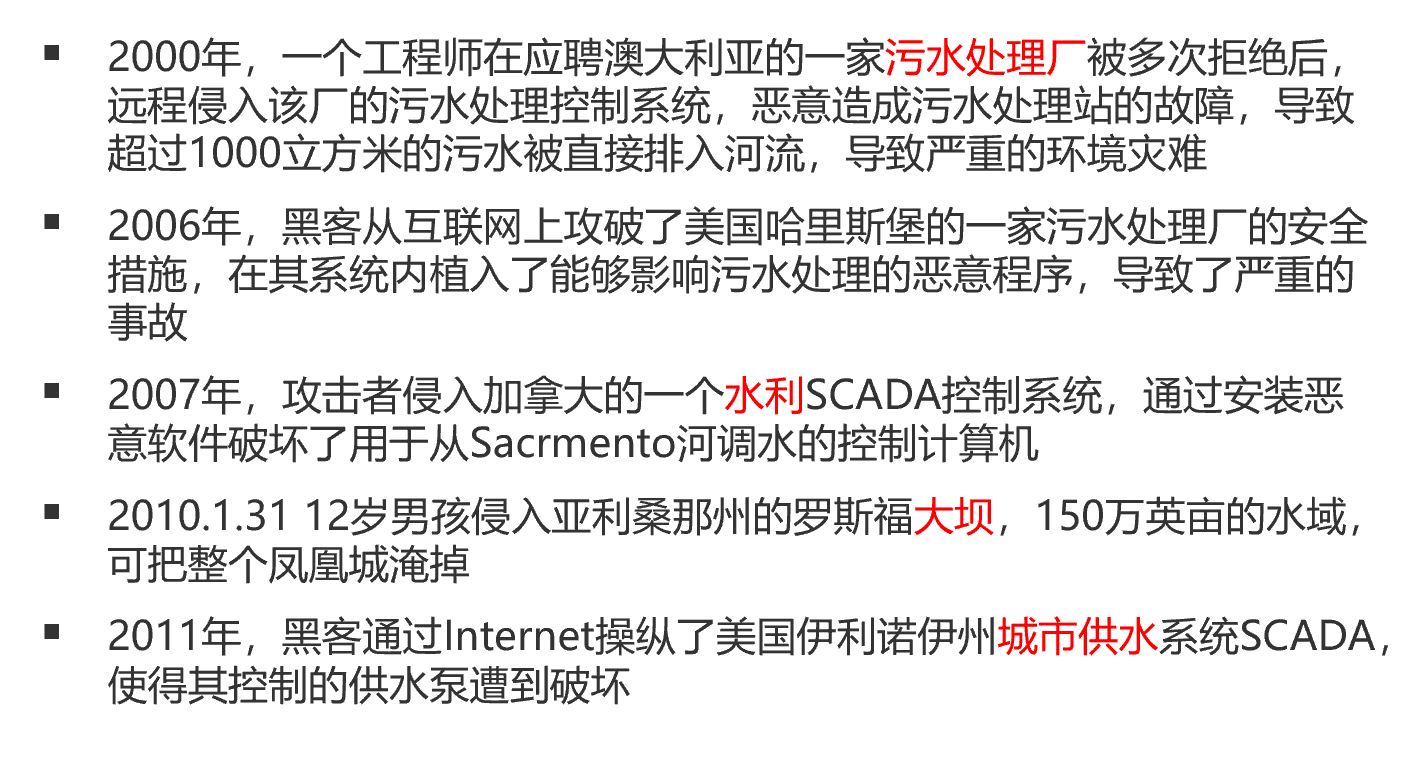 ▪ 2000年，一个工程师在应聘澳大利亚的一家污水处理厂被多次拒绝后，
远程侵入该厂的污水处理控制系统，恶意造成污水处理站的故障，导致
超过1000立方米的污水被直接排入河流，导致严重的环境灾难
▪ 2006年，黑客从互联网上攻破了美国哈里斯堡的一家污水处理厂的安全
措施，在其系统内植入了能够影响污水处理的恶意程序，导致了严重的
事故
▪ 2007年，攻击者侵入加拿大的一个水利SCADA控制系统，通过安装恶
意软件破坏了用于从Sacrmento河调水的控制计算机
▪ 2010.1.31 12岁男孩侵入亚利桑那州的罗斯福大坝，150万英亩的水域，
可把整个凤凰城淹掉
▪ 2011年，黑客通过Internet操纵了美国伊利诺伊州城市供水系统SCADA，
使得其控制的供水泵遭到破坏